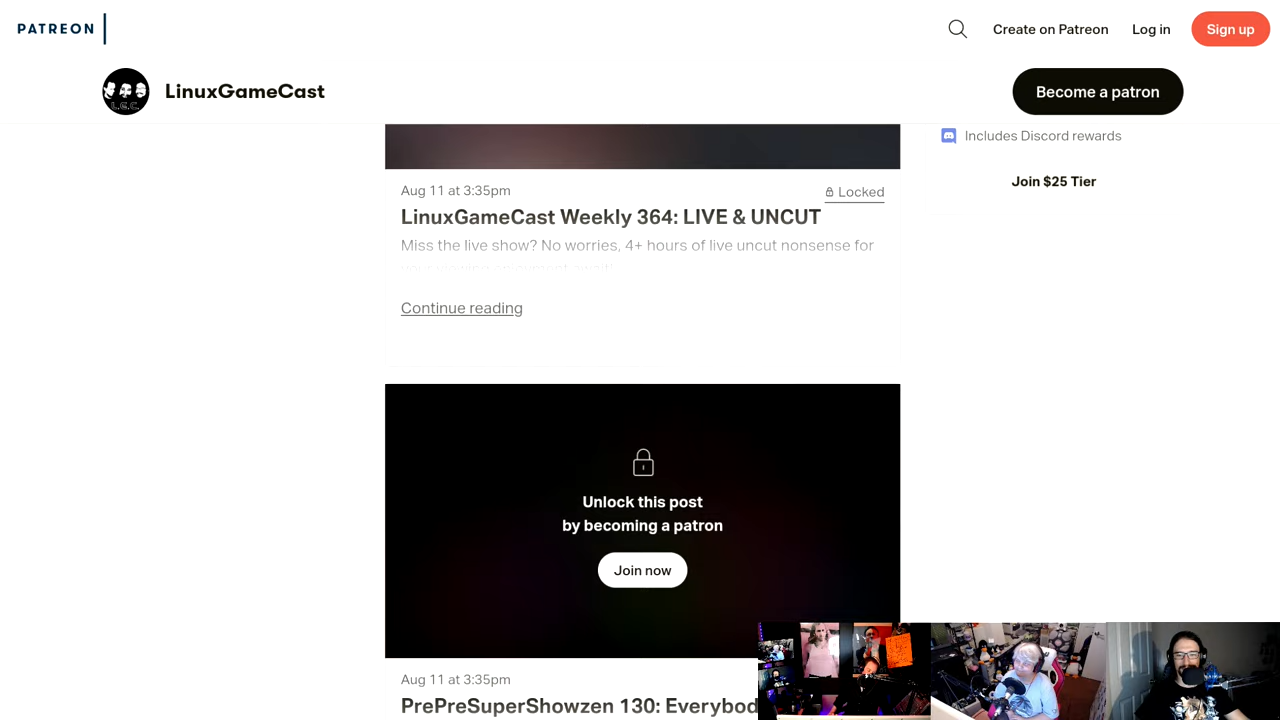 PATREON
Create on Patreon
Log in
Sign up
LinuxGameCast
Become a patron
Includes Discord rewards
Join $25 Tier
Aug 11 at 3:35pm
Locked
LinuxGameCast Weekly 364: LIVE & UNCUT
Miss the live show? No worries, 4+ hours of live uncut nonsense for
Continue reading
Unlock this post
by becoming a patron
Join now
Aug 11 at 3:35pm
PrePreSuperShowzen 130: Everybod